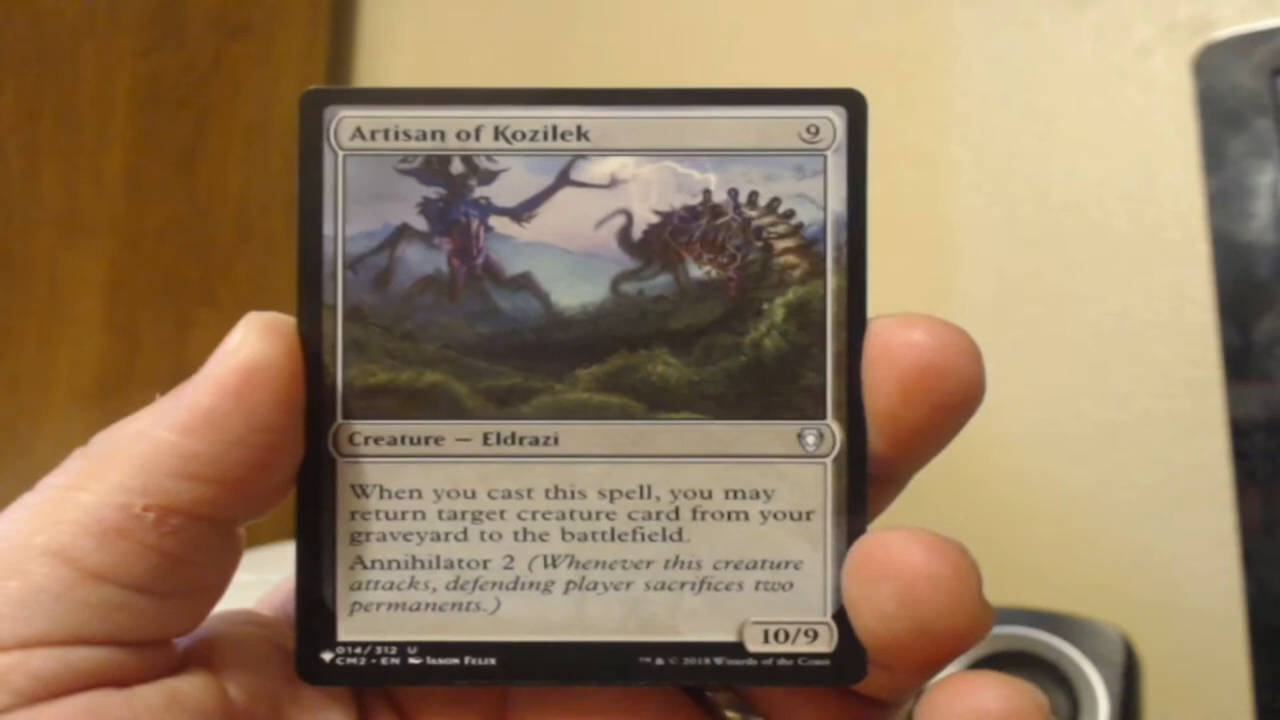 Artisan of Kozilek 9
Creature — Eldrazi
When you cast this spell, you may
return target creature card from your
graveyard to the battlefield.
Annihilator 2 (Whenever this creature
attacks, defending player sacrifices two
permanents.)
10/9
014/312 U
CM2 • EN Jason Felix
™ & © 2018 Wizards of the Coast